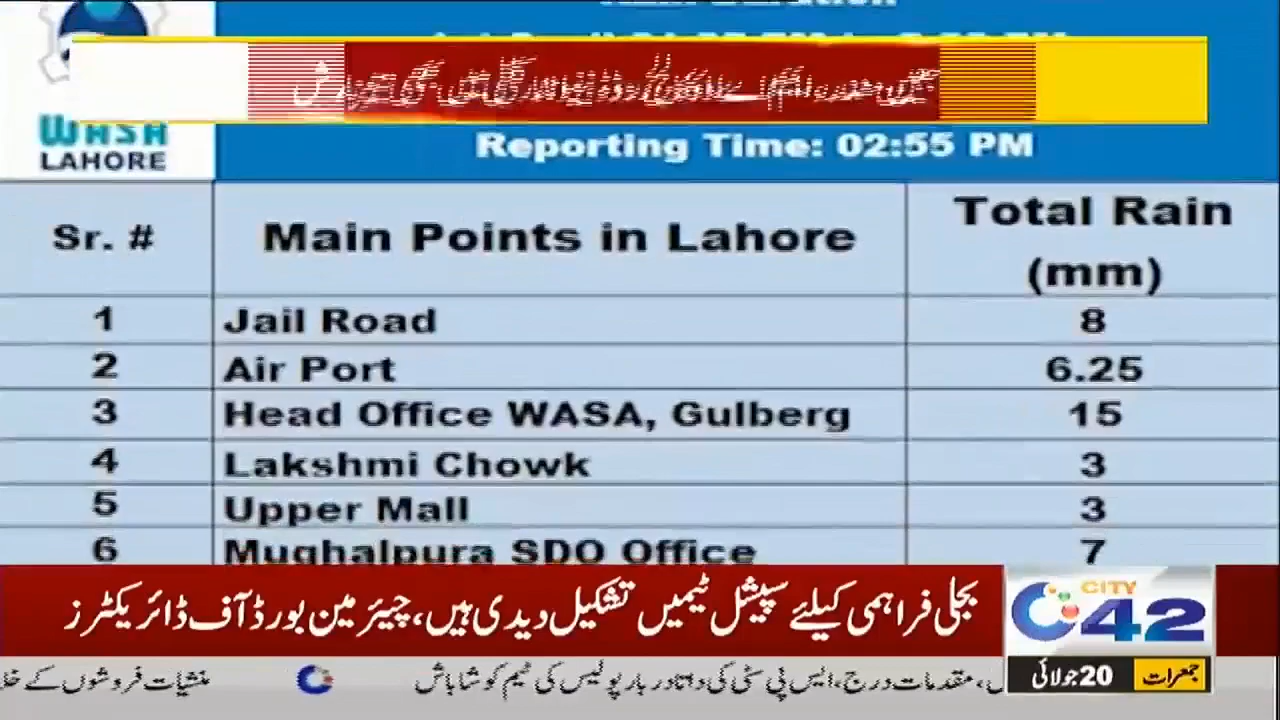 WASA
LAHORE
Reporting Time: 02:55 PM
Sr. # Main Points in Lahore Total Rain (mm)
1 Jail Road 8
2 Air Port 6.25
3 Head Office WASA, Gulberg 15
4 Lakshmi Chowk 3
5 Upper Mall 3
6 Mughalpura SDO Office 7
بجلی فراہمی کیلئے سپیشل ٹیمیں تشکیل دیدی ہیں، چیئرمین بورڈ آف ڈائریکٹرز
CITY
42
، مقدمات درج، ایس پی سٹی کی داتا دربار پولیس کی ٹیم کو شاباش
منشیات فروشوں کے
جمعرات 20 جولائی